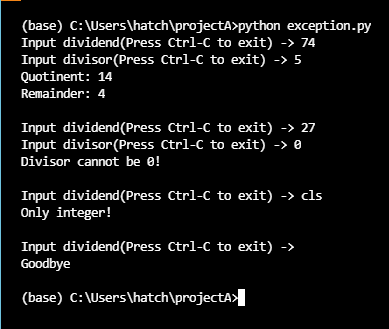 (base) C:\Users\hatch\projectA>python exception.py
Input dividend(Press Ctrl-C to exit) -> 74
Input divisor(Press Ctrl-C to exit) -> 5
Quotinent: 14
Remainder: 4
Input dividend(Press Ctrl-C to exit) -> 27
Input divisor(Press Ctrl-C to exit) -> 0
Divisor cannot be 0!
Input dividend(Press Ctrl-C to exit) -> cls
Only integer!
Input dividend(Press Ctrl-C to exit) ->
Goodbye
(base) C:\Users\hatch\projectA>